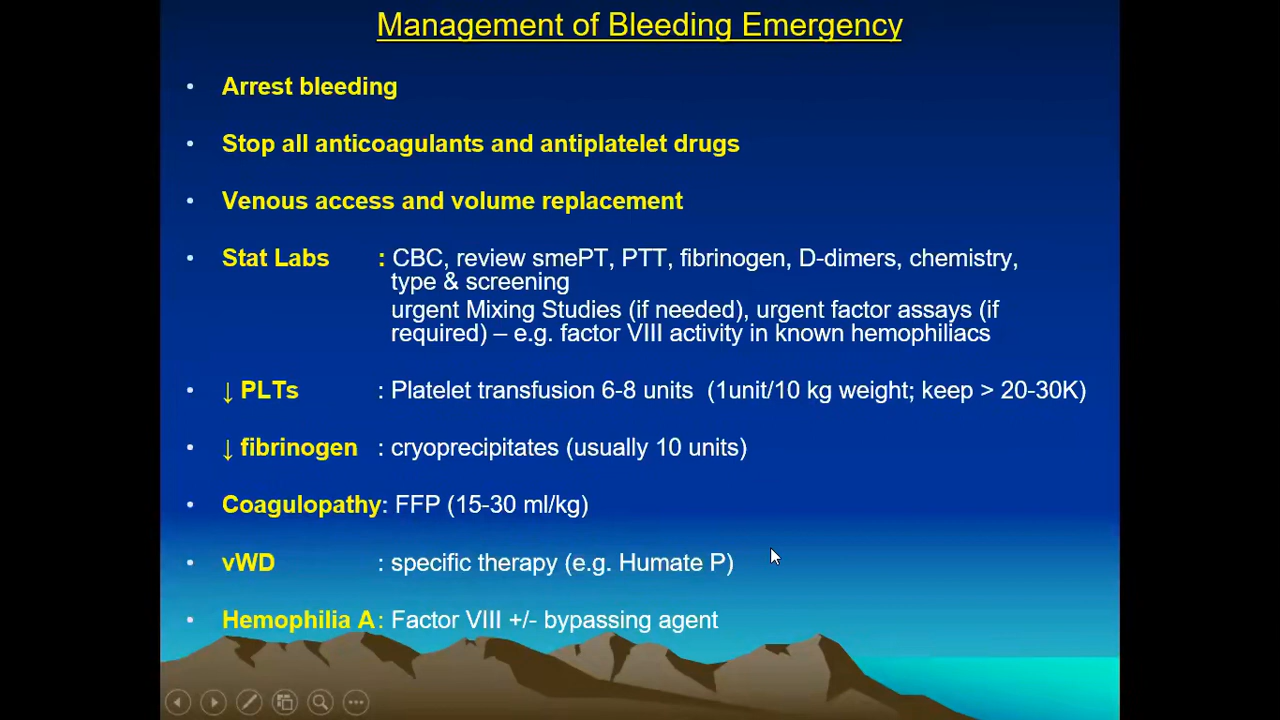 Management of Bleeding Emergency
• Arrest bleeding
• Stop all anticoagulants and antiplatelet drugs
• Venous access and volume replacement
• Stat Labs : CBC, review smePT, PTT, fibrinogen, D-dimers, chemistry,
type & screening
urgent Mixing Studies (if needed), urgent factor assays (if
required) – e.g. factor VIII activity in known hemophiliacs
• ↓ PLTs : Platelet transfusion 6-8 units (1unit/10 kg weight; keep > 20-30K)
• ↓ fibrinogen : cryoprecipitates (usually 10 units)
• Coagulopathy: FFP (15-30 ml/kg)
• vWD : specific therapy (e.g. Humate P)
• Hemophilia A: Factor VIII +/- bypassing agent